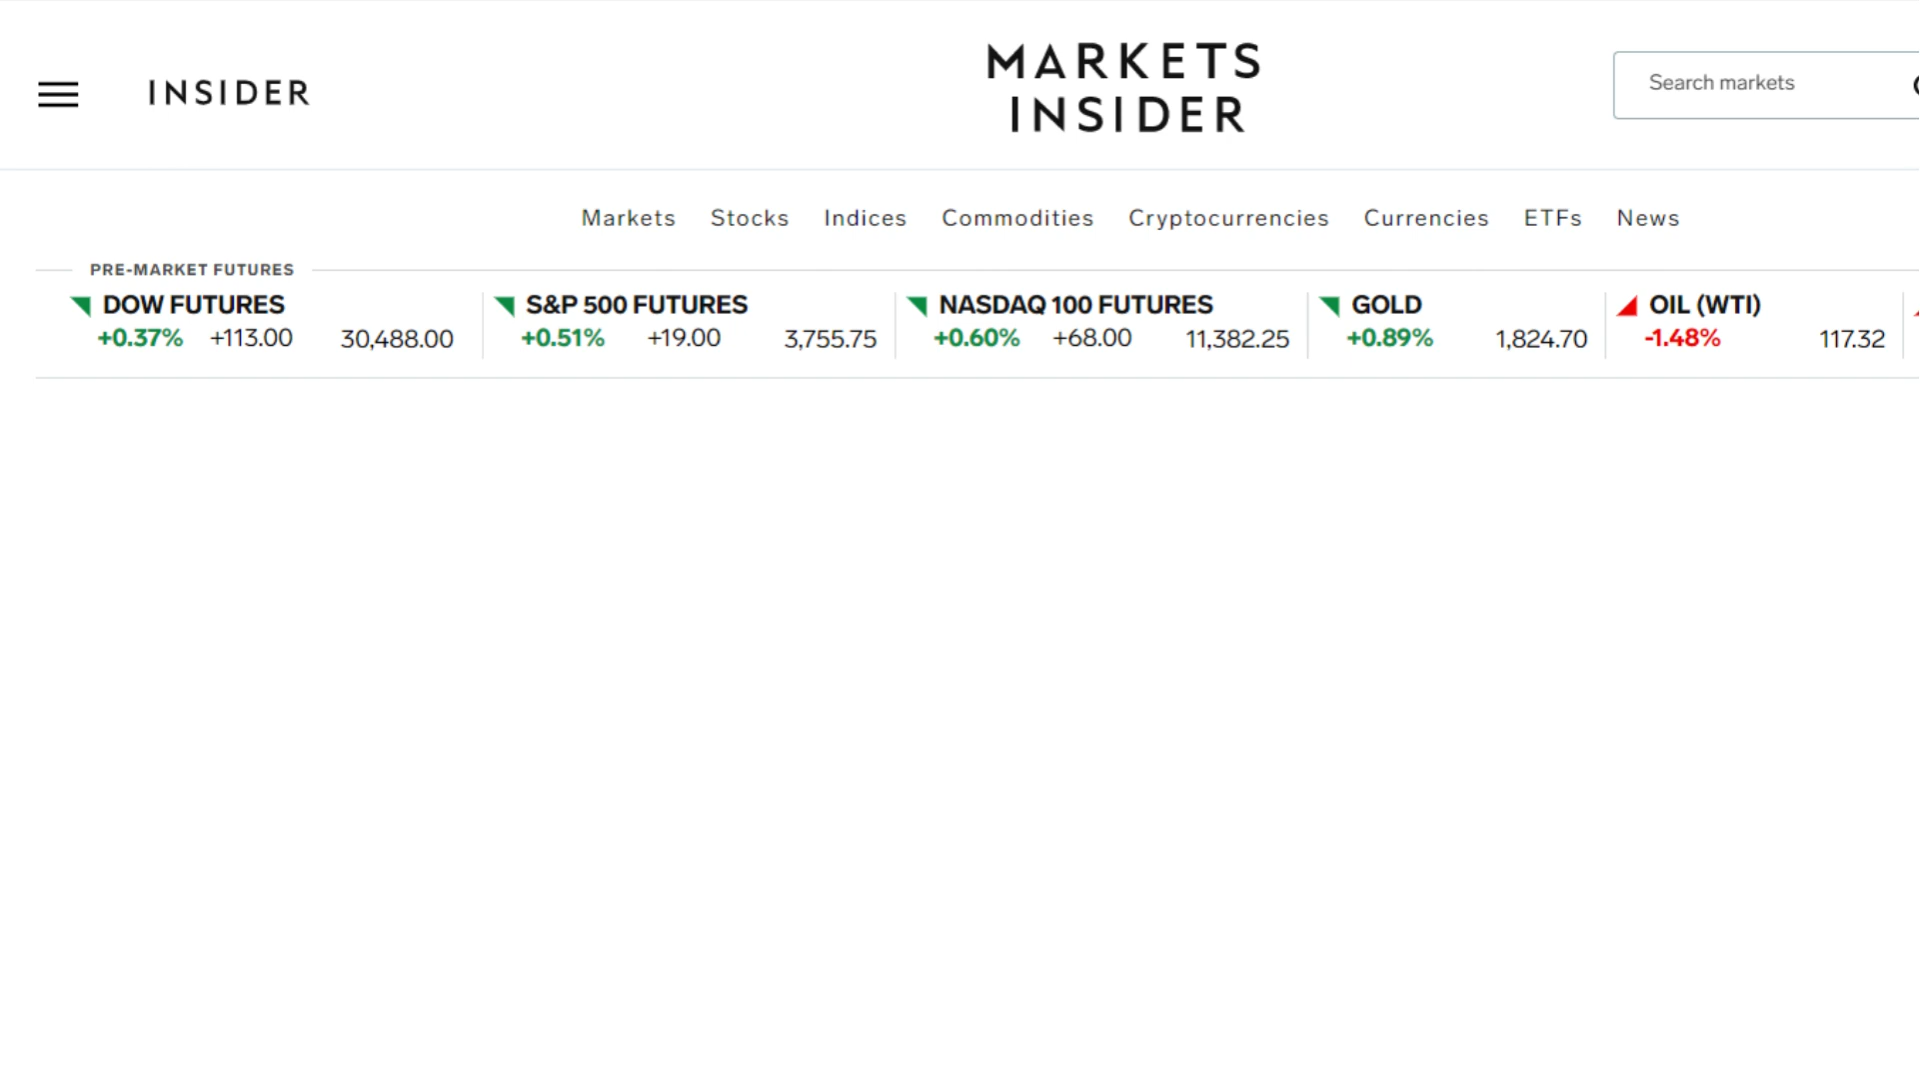 INSIDER
MARKETS
INSIDER
Search markets
Markets Stocks Indices Commodities Cryptocurrencies Currencies ETFs News
PRE-MARKET FUTURES
DOW FUTURES S&P 500 FUTURES NASDAQ 100 FUTURES GOLD OIL (WTI)
+0.37% +113.00 30,488.00 +0.51% +19.00 3,755.75 +0.60% +68.00 11,382.25 +0.89% 1,824.70 -1.48% 117.32